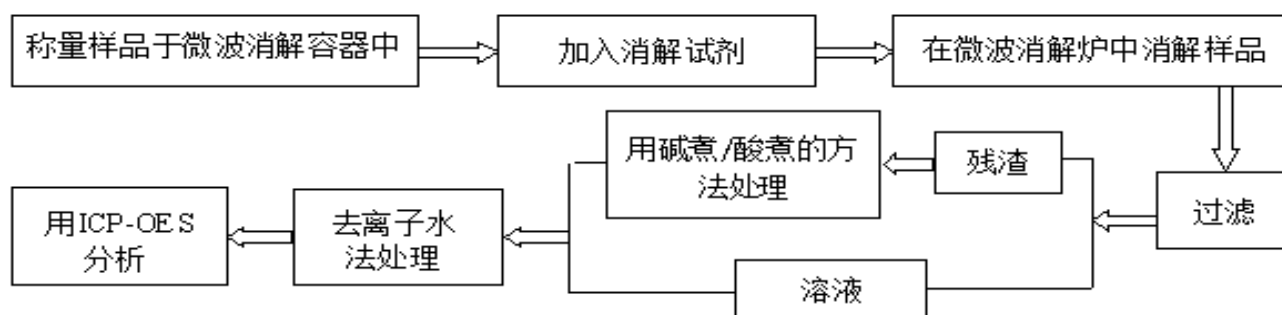 称量样品于微波消解容器中
加入消解试剂
在微波消解炉中消解样品
过滤
残渣
用碱煮/酸煮的方
法处理
溶液
去离子水
法处理
用ICP-OES
分析